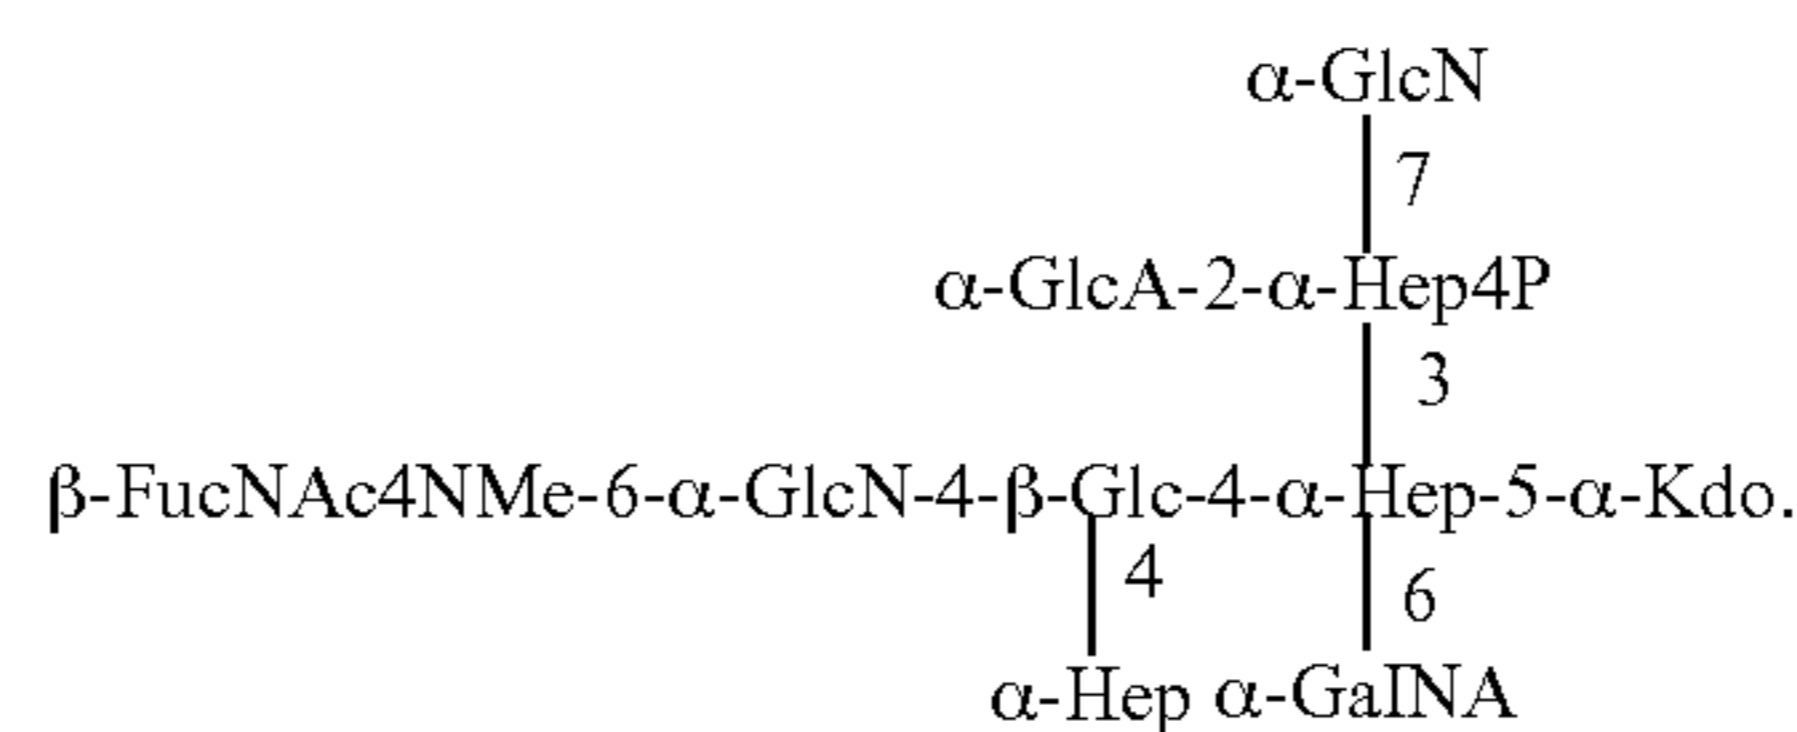 α-GlcN
7
α-GlcA-2-α-Hep4P
3
β-FucNAc4NMe-6-α-GlcN-4-β-Glc-4-α-Hep-5-α-Kdo.
4
6
α-Hep α-GalNA